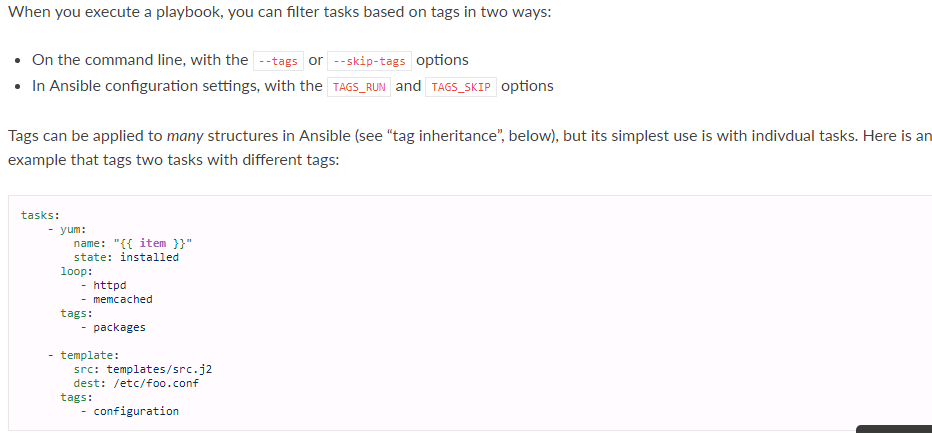 When you execute a playbook, you can filter tasks based on tags in two ways:
• On the command line, with the --tags or --skip-tags options
• In Ansible configuration settings, with the TAGS_RUN and TAGS_SKIP options
Tags can be applied to many structures in Ansible (see “tag inheritance”, below), but its simplest use is with indivdual tasks. Here is an
example that tags two tasks with different tags:
tasks:
    - yum:
        name: "{{ item }}"
        state: installed
      loop:
         - httpd
         - memcached
      tags:
         - packages
    - template:
        src: templates/src.j2
        dest: /etc/foo.conf
      tags:
         - configuration